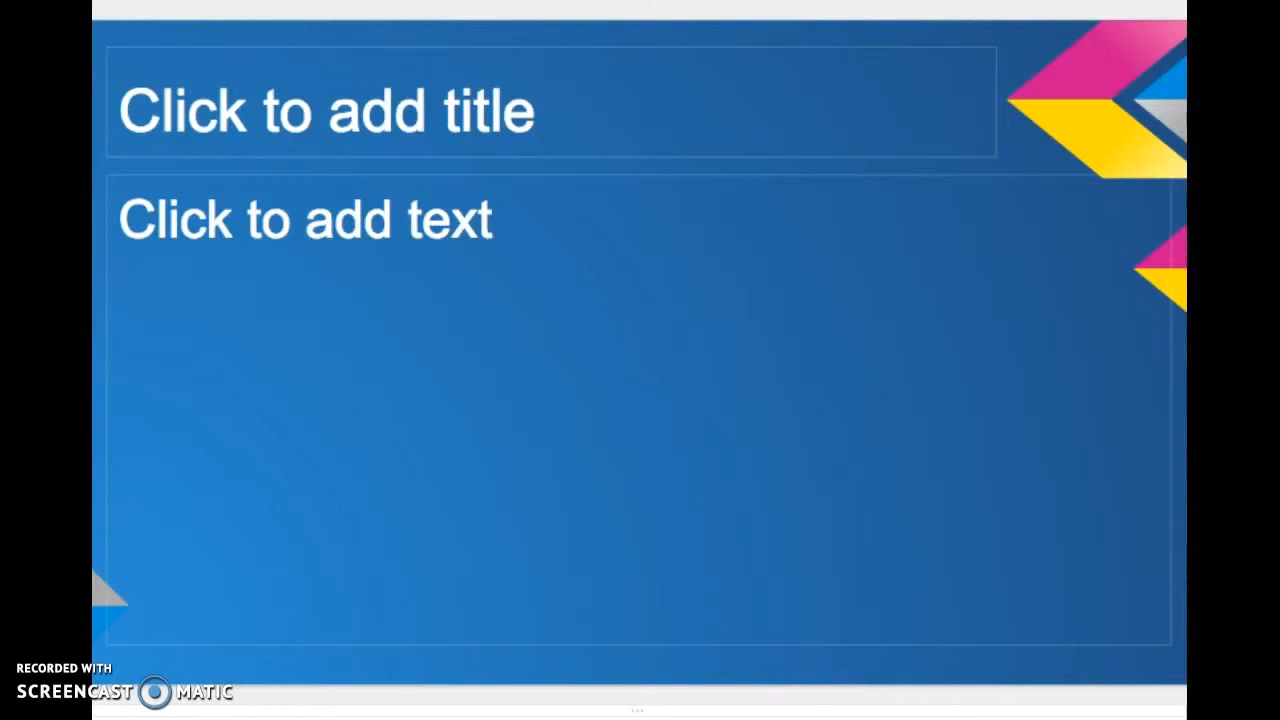 Click to add title
Click to add text
RECORDED WITH
SCREENCAST MATIC